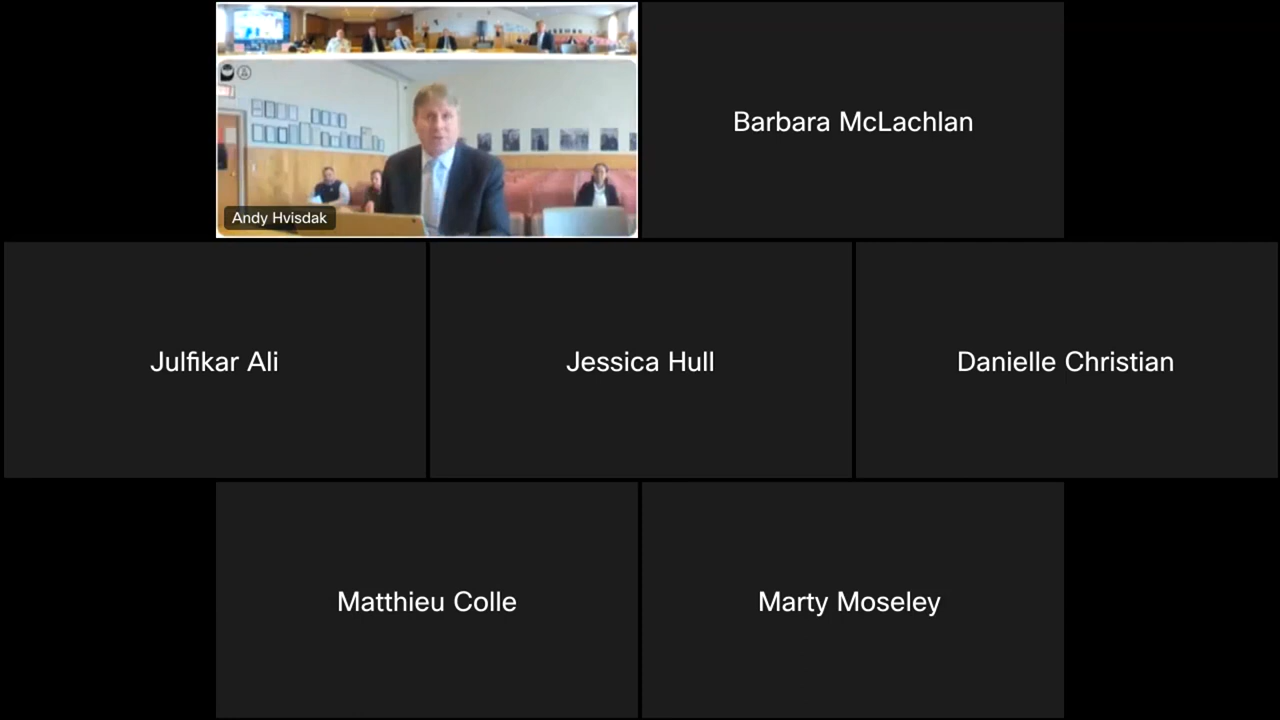 Andy Hvisdak
Barbara McLachlan
Julfikar Ali
Jessica Hull
Danielle Christian
Matthieu Colle
Marty Moseley